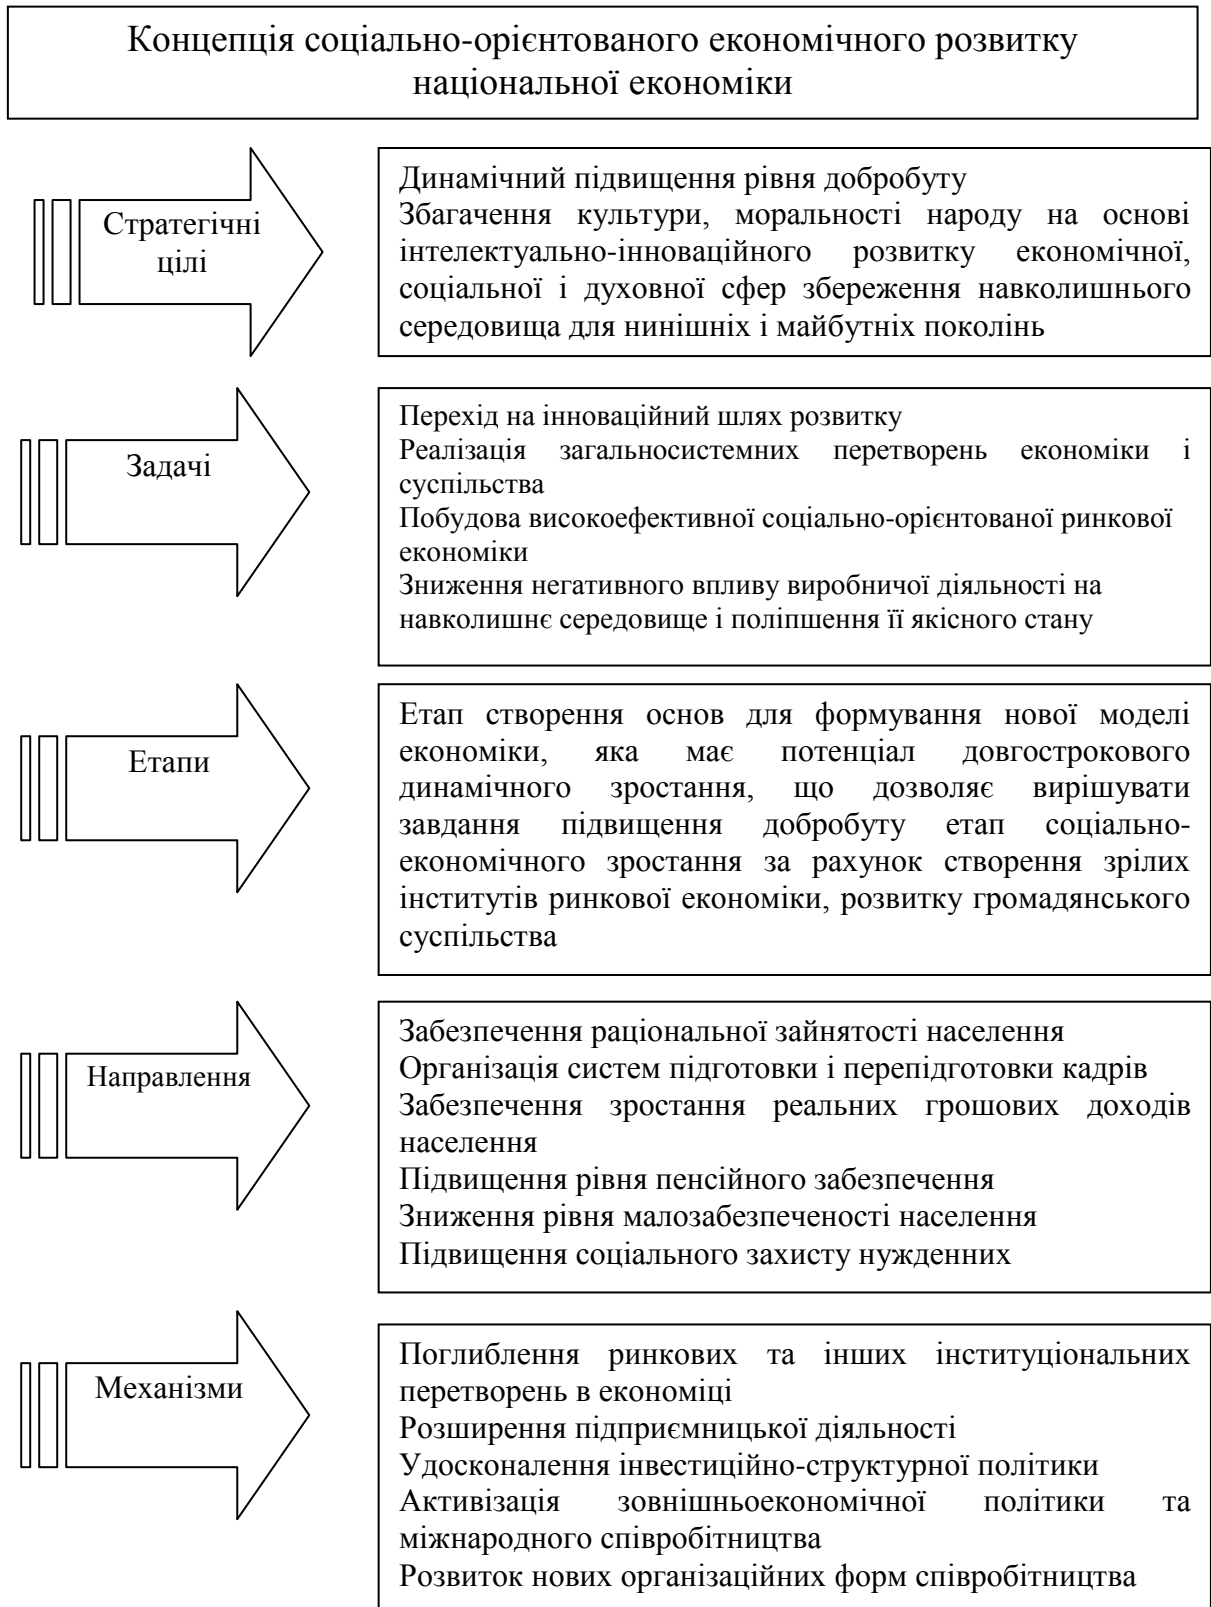 Концепція соціально-орієнтованого економічного розвитку
національної економіки
Стратегічні
цілі
Динамічний підвищення рівня добробуту
Збагачення культури, моральності народу на основі
інтелектуально-інноваційного розвитку економічної,
соціальної і духовної сфер збереження навколишнього
середовища для нинішніх і майбутніх поколінь
Задачі
Перехід на інноваційний шлях розвитку
Реалізація загальносистемних перетворень економіки і
суспільства
Побудова високоефективної соціально-орієнтованої ринкової
економіки
Зниження негативного впливу виробничої діяльності на
навколишнє середовище і поліпшення її якісного стану
Етапи
Етап створення основ для формування нової моделі
економіки, яка має потенціал довгострокового
динамічного зростання, що дозволяє вирішувати
завдання підвищення добробуту етап соціально-
економічного зростання за рахунок створення зрілих
інститутів ринкової економіки, розвитку громадянського
суспільства
Направлення
Забезпечення раціональної зайнятості населення
Організація систем підготовки і перепідготовки кадрів
Забезпечення зростання реальних грошових доходів
населення
Підвищення рівня пенсійного забезпечення
Зниження рівня малозабезпеченості населення
Підвищення соціального захисту нужденних
Механізми
Поглиблення ринкових та інших інституціональних
перетворень в економіці
Розширення підприємницької діяльності
Удосконалення інвестиційно-структурної політики
Активізація зовнішньоекономічної політики та
міжнародного співробітництва
Розвиток нових організаційних форм співробітництва